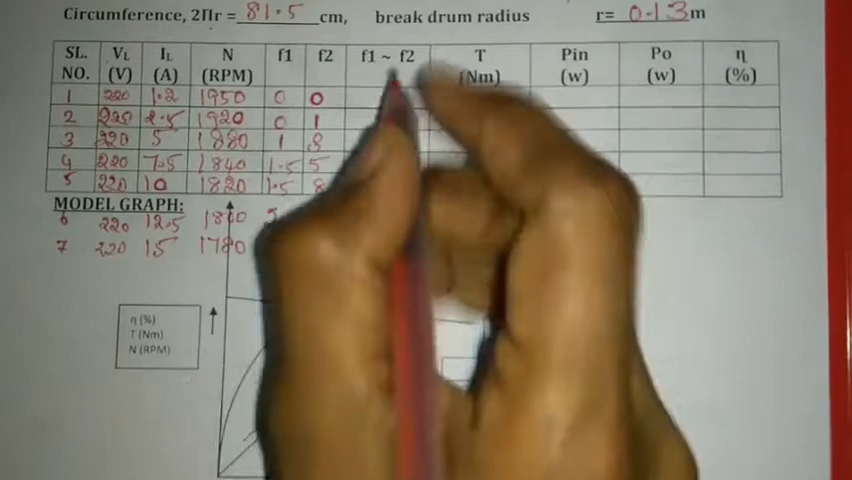 Circumference, 2Πr = 81.5 cm, break drum radius r= 0.13 m
SL. NO. VL (V) IL (A) N (RPM) f1 f2 f1 ~ f2 T (Nm) Pin (w) Po (w) η (%)
1 220 1.2 1950 0 0
2 220 2.5 1920 0 1
3 220 5 1880 1 3
4 220 7.5 1840 1.5 5
5 220 10 1820 1.5 8
MODEL GRAPH:
6 220 12.5
7 220 15 1780
η (%)
T (Nm)
N (RPM)